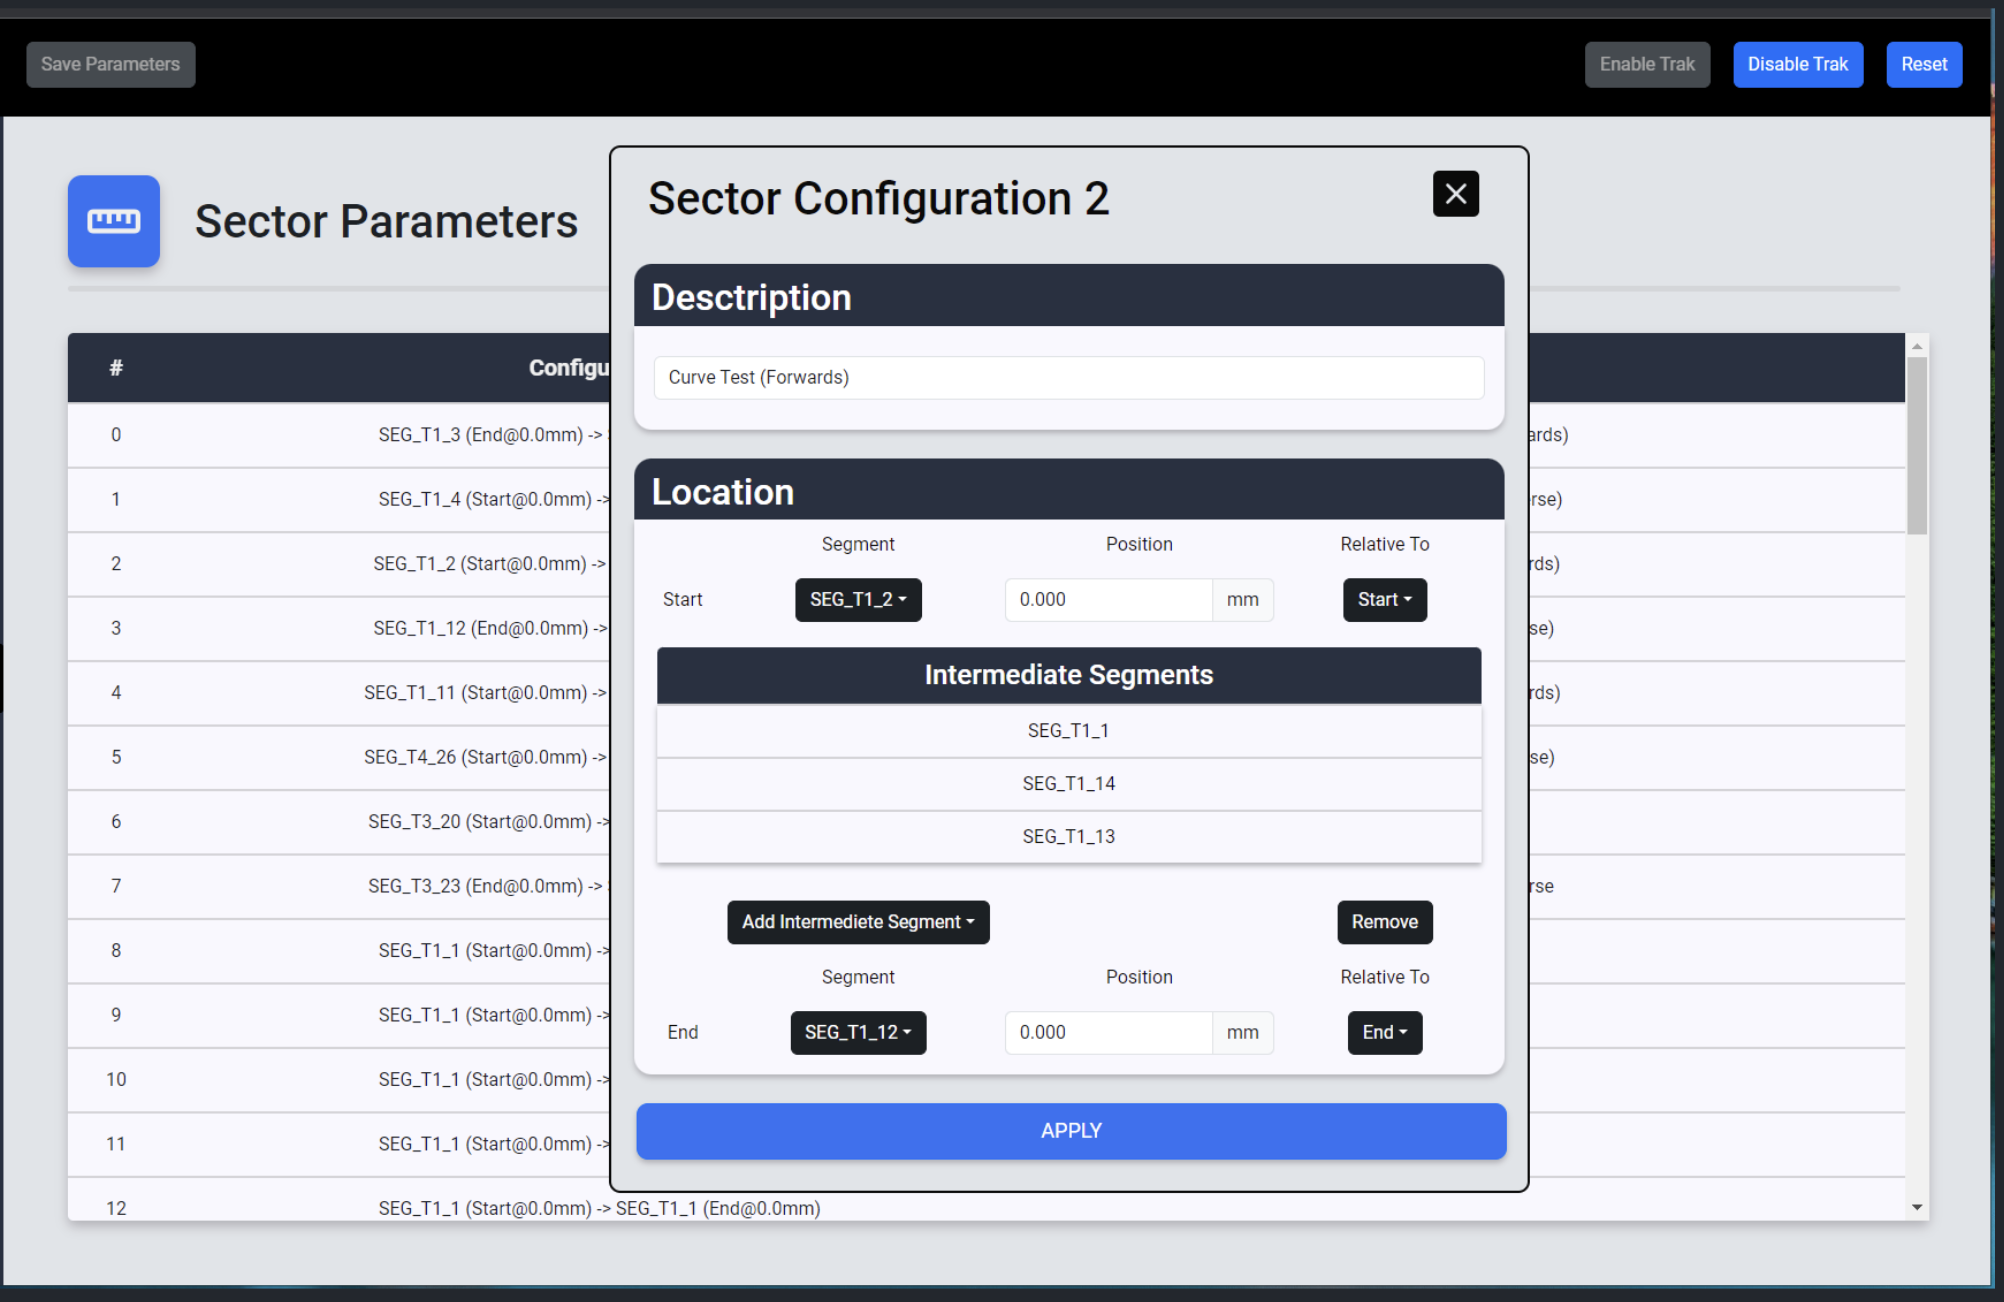 Save Parameters
Enable Trak
Disable Trak
Reset
Sector Parameters
# Configu
0 SEG_T1_3 (End@0.0mm) -> ards)
1 SEG_T1_4 (Start@0.0mm) -> rse)
2 SEG_T1_2 (Start@0.0mm) -> rds)
3 SEG_T1_12 (End@0.0mm) -> se)
4 SEG_T1_11 (Start@0.0mm) -> rds)
5 SEG_T4_26 (Start@0.0mm) -> se)
6 SEG_T3_20 (Start@0.0mm) ->
7 SEG_T3_23 (End@0.0mm) -> rse
8 SEG_T1_1 (Start@0.0mm) ->
9 SEG_T1_1 (Start@0.0mm) ->
10 SEG_T1_1 (Start@0.0mm) ->
11 SEG_T1_1 (Start@0.0mm) ->
12 SEG_T1_1 (Start@0.0mm) -> SEG_T1_1 (End@0.0mm)
Sector Configuration 2
Desctription
Curve Test (Forwards)
Location
Segment Position Relative To
Start SEG_T1_2 0.000 mm Start
Intermediate Segments
SEG_T1_1
SEG_T1_14
SEG_T1_13
Add Intermediete Segment Remove
Segment Position Relative To
End SEG_T1_12 0.000 mm End
APPLY